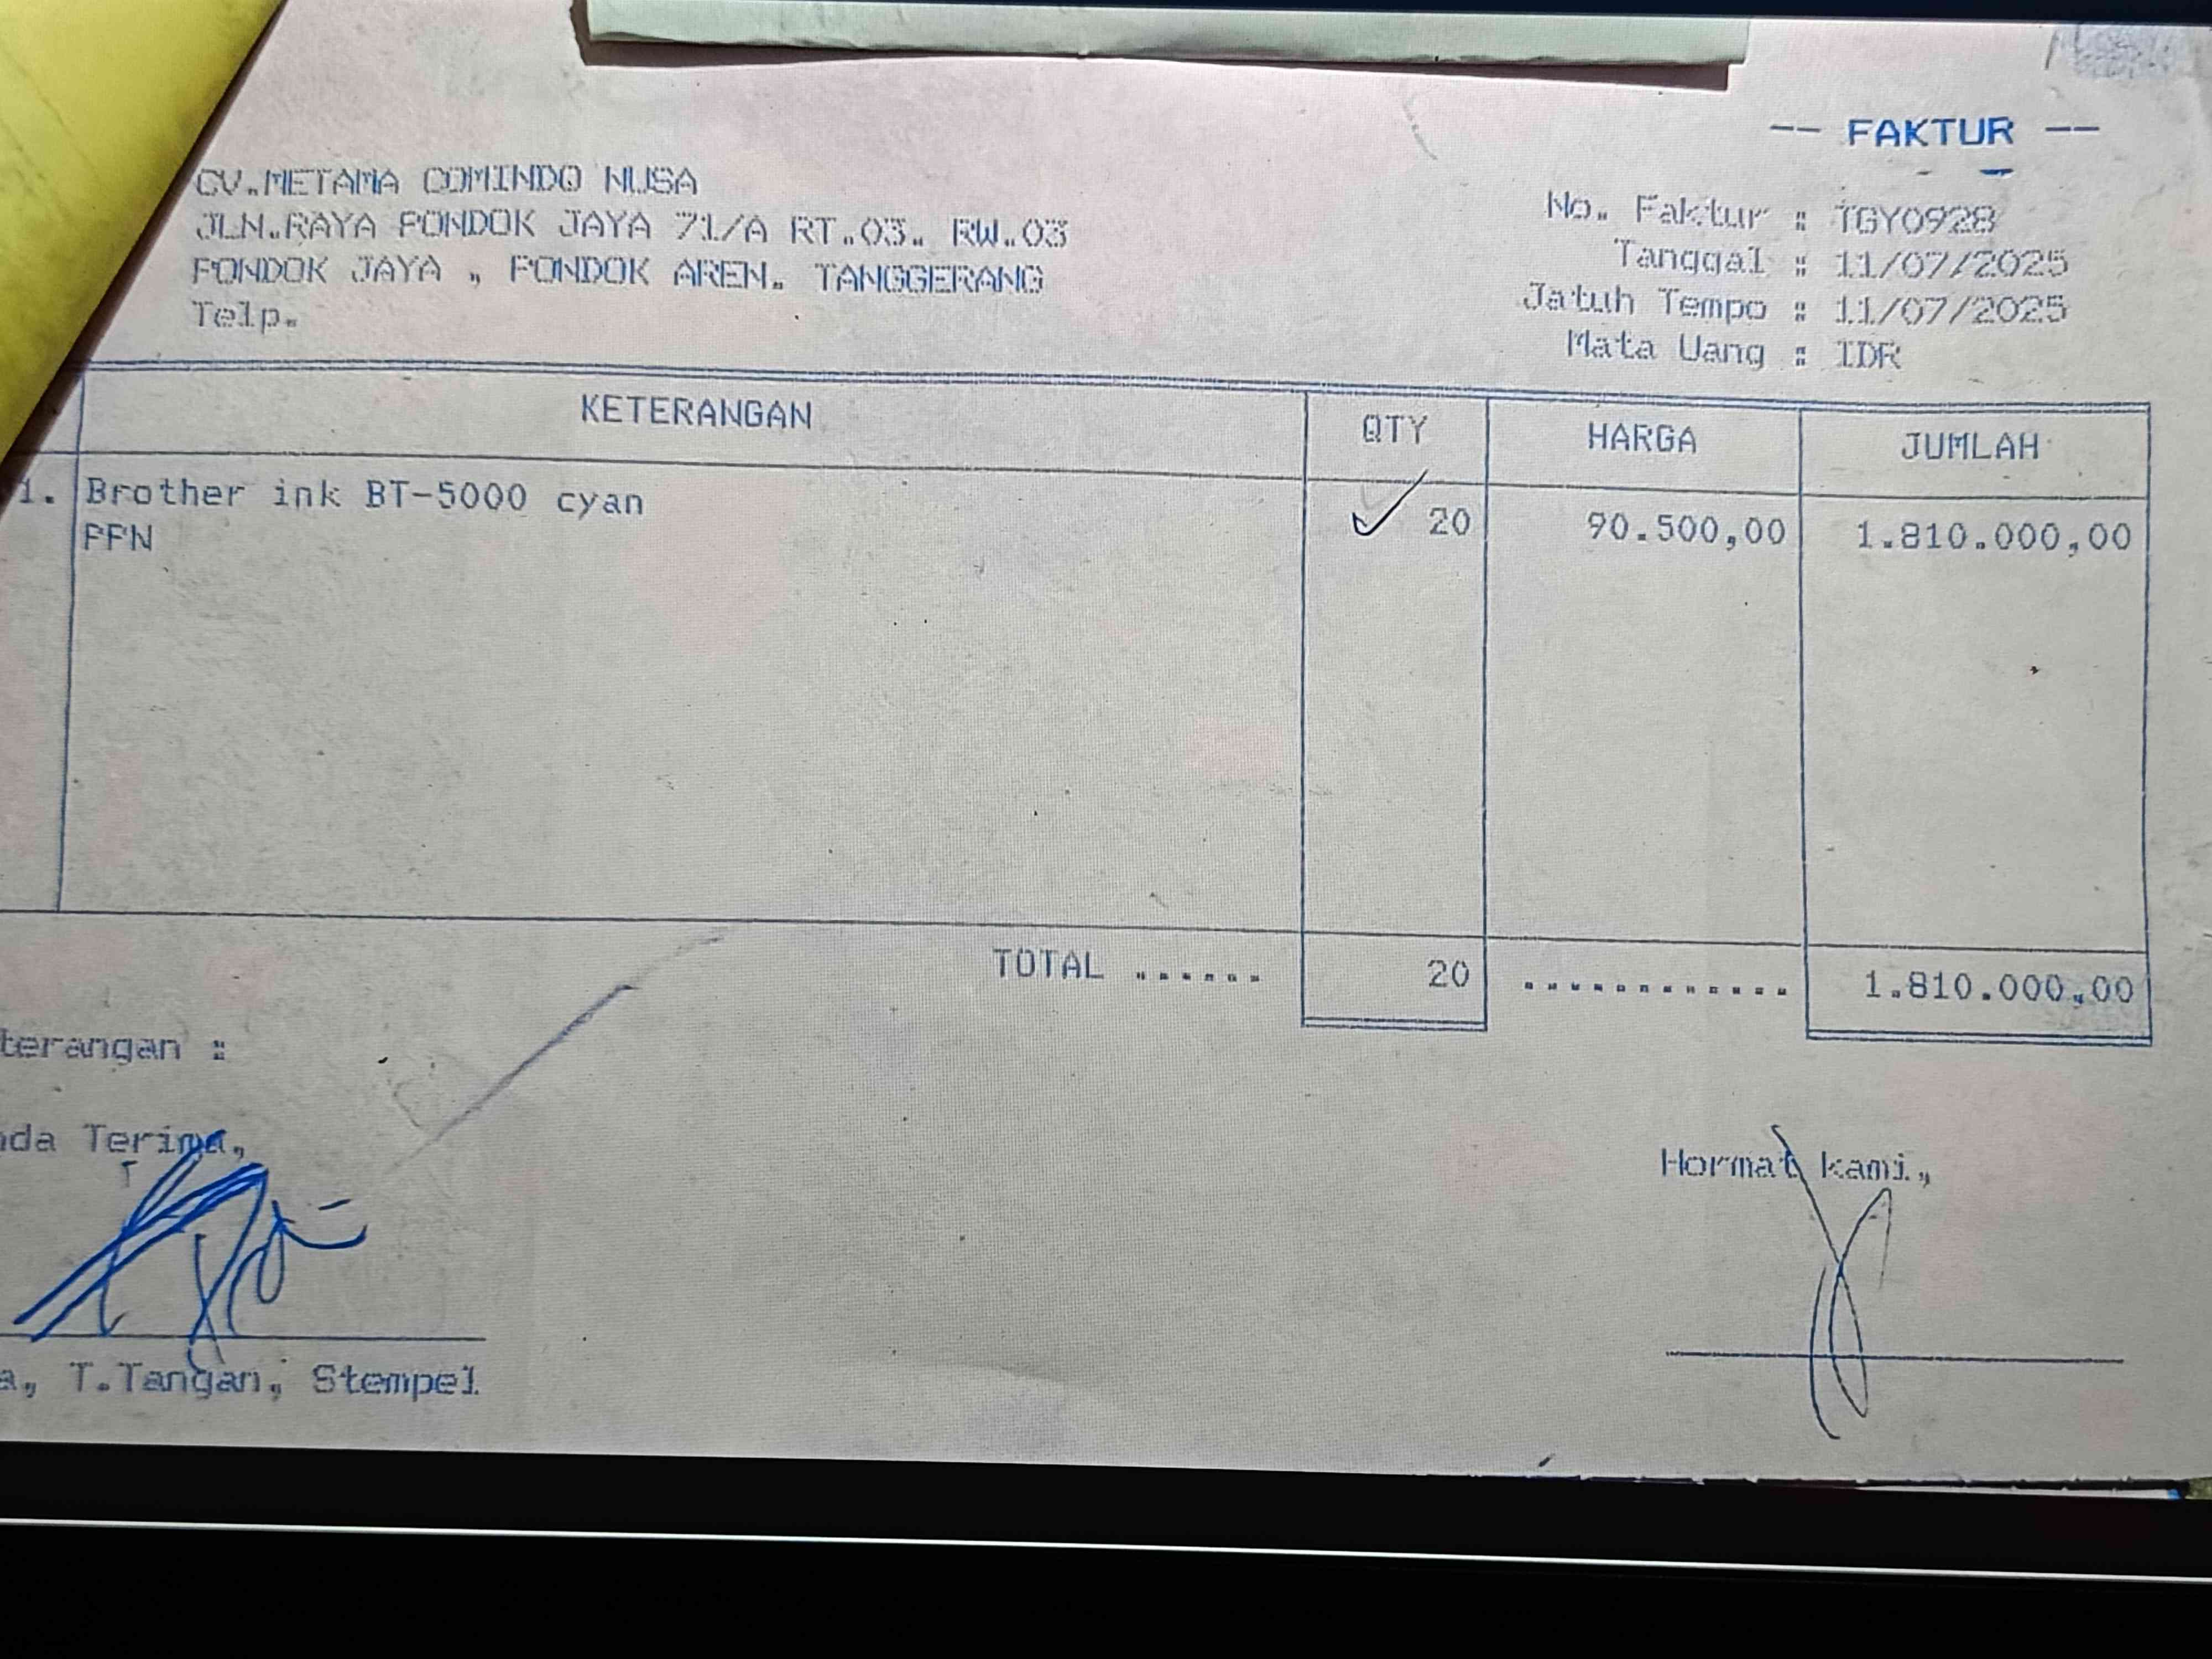 -- FAKTUR --
CV.METAMA COMINDO NUSA
JLN.RAYA PONDOK JAYA 71/A RT.03. RW.03
PONDOK JAYA , PONDOK AREN. TANGGERANG
Telp.
No. Faktur : TGY0928
Tanggal : 11/07/2025
Jatuh Tempo : 11/07/2025
Mata Uang : IDR
KETERANGAN QTY HARGA JUMLAH
1. Brother ink BT-5000 cyan 20 90.500,00 1.810.000,00
PPN
TOTAL ...... 20 ............ 1.810.000,00
terangan :
nda Terima, Hormat kami,
a, T.Tangan, Stempel